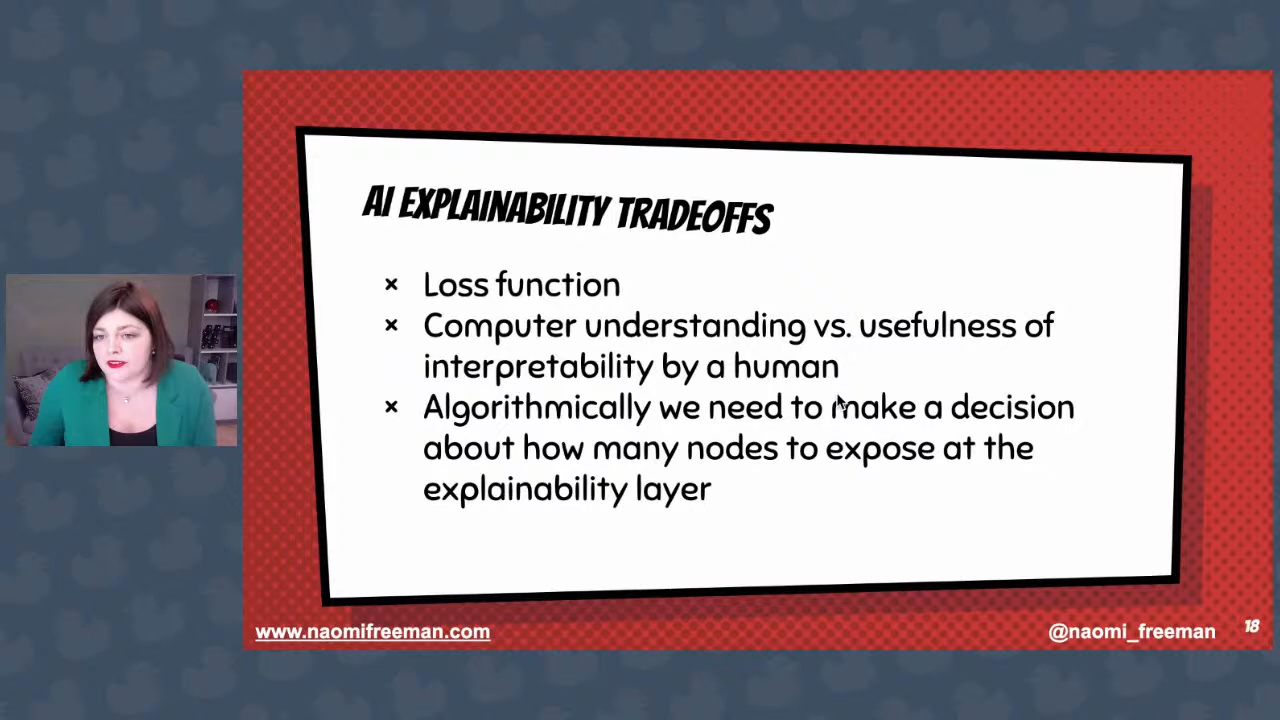 AI EXPLAINABILITY TRADEOFFS
× Loss function
× Computer understanding vs. usefulness of
interpretability by a human
× Algorithmically we need to make a decision
about how many nodes to expose at the
explainability layer
www.naomifreeman.com
@naomi_freeman
18